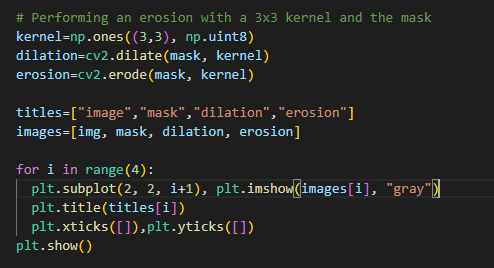 # Performing an erosion with a 3x3 kernel and the mask
kernel=np.ones((3,3), np.uint8)
dilation=cv2.dilate(mask, kernel)
erosion=cv2.erode(mask, kernel)

titles=["image","mask","dilation","erosion"]
images=[img, mask, dilation, erosion]

for i in range(4):
  plt.subplot(2, 2, i+1), plt.imshow(images[i], "gray")
  plt.title(titles[i])
  plt.xticks([]),plt.yticks([])
plt.show()